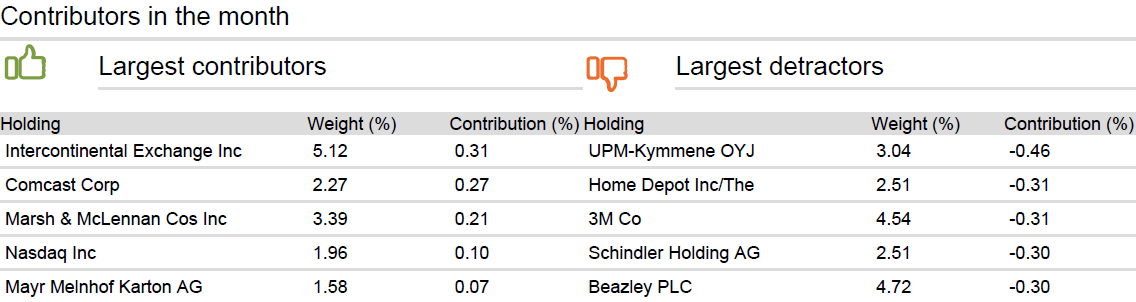 Contributors in the month
Largest contributors Largest detractors
Holding Weight (%) Contribution (%) Holding Weight (%) Contribution (%)
Intercontinental Exchange Inc 5.12 0.31 UPM-Kymmene OYJ 3.04 -0.46
Comcast Corp 2.27 0.27 Home Depot Inc/The 2.51 -0.31
Marsh & McLennan Cos Inc 3.39 0.21 3M Co 4.54 -0.31
Nasdaq Inc 1.96 0.10 Schindler Holding AG 2.51 -0.30
Mayr Melnhof Karton AG 1.58 0.07 Beazley PLC 4.72 -0.30